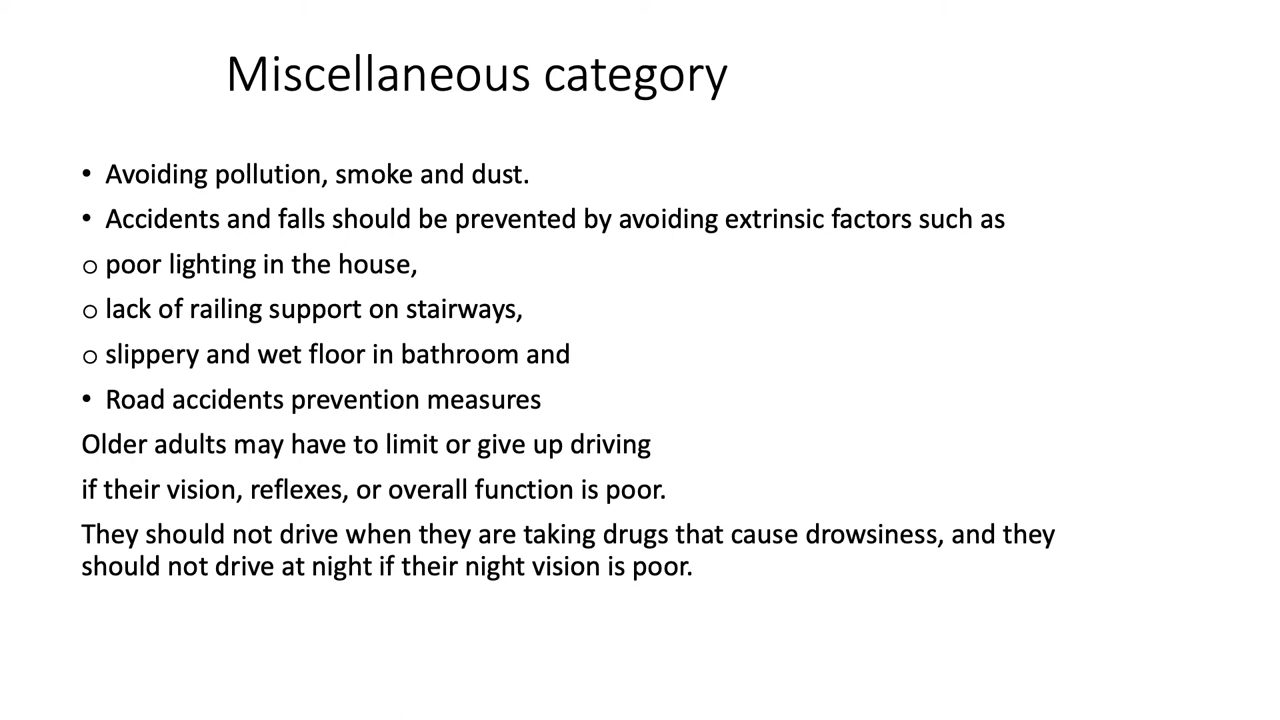 Miscellaneous category
• Avoiding pollution, smoke and dust.
• Accidents and falls should be prevented by avoiding extrinsic factors such as
o poor lighting in the house,
o lack of railing support on stairways,
o slippery and wet floor in bathroom and
• Road accidents prevention measures
Older adults may have to limit or give up driving
if their vision, reflexes, or overall function is poor.
They should not drive when they are taking drugs that cause drowsiness, and they
should not drive at night if their night vision is poor.